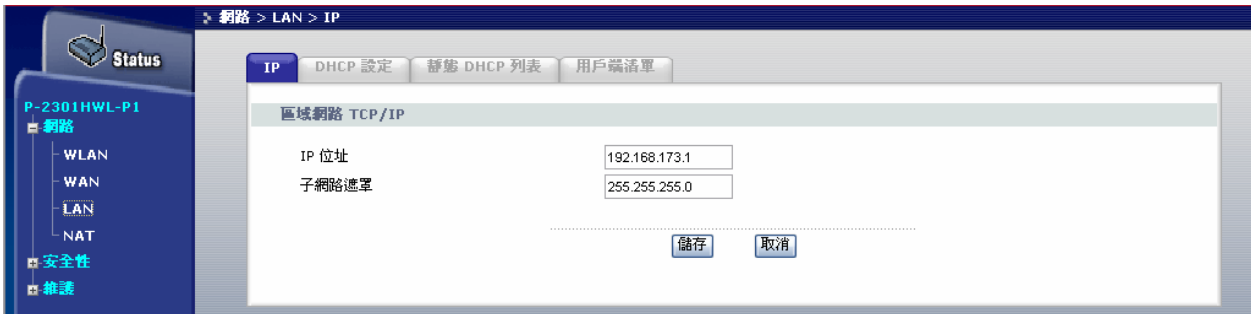 網路 > LAN > IP
Status
IP
DHCP 設定
靜態 DHCP 列表
用戶端清單
P-2301HWL-P1
網路
WLAN
WAN
LAN
NAT
安全性
維護
區域網路 TCP/IP
IP 位址 192.168.173.1
子網路遮罩 255.255.255.0
儲存 取消